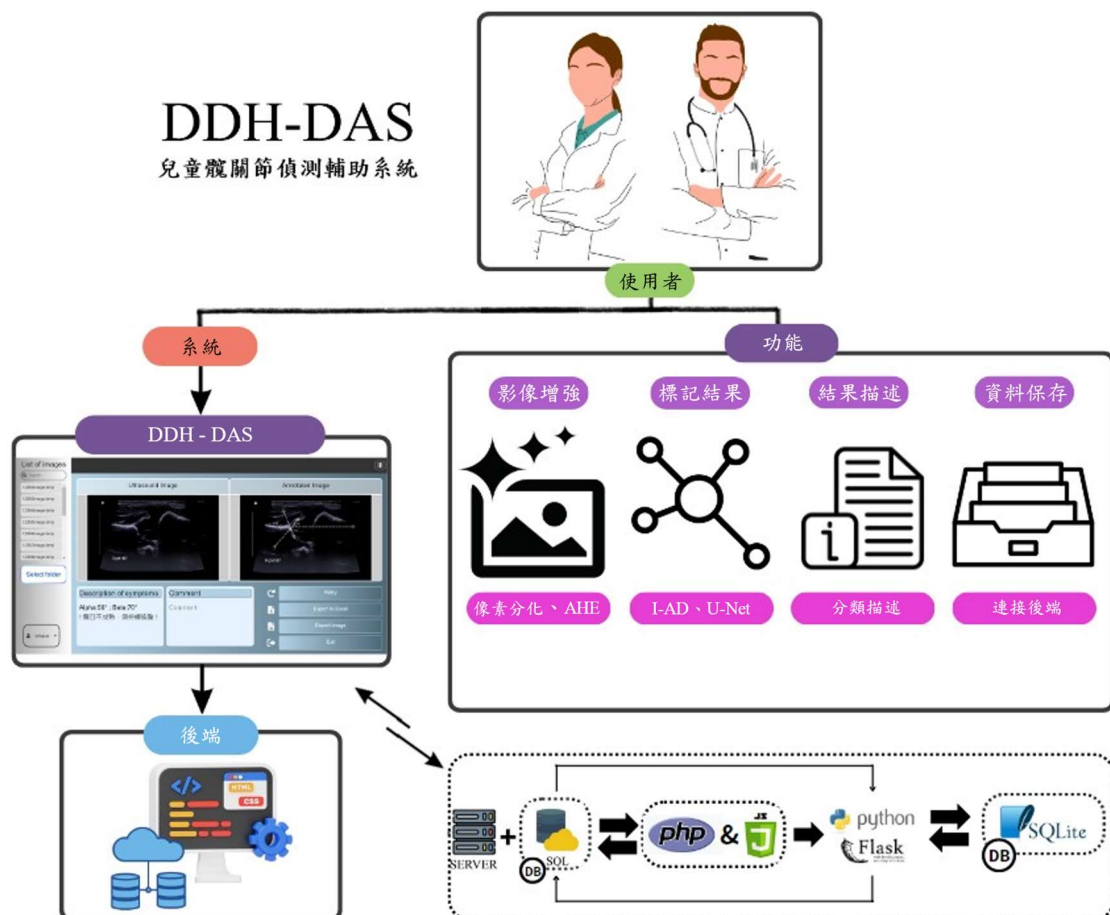 DDH-DAS
兒童髖關節偵測輔助系統
使用者
系統
功能
DDH - DAS
List of images
Ultrasound Image
Annotated Image
Select folder
Description of symptoms
Comment
Alpha 56° ; Beta 70°
Comment
Retry
Export to Excel
Export Image
Exit
影像增強
標記結果
結果描述
資料保存
像素分化、AHE
I-AD、U-Net
分類描述
連接後端
後端
HTML
CSS
SERVER
+
SQL
DB
php
&
JS
python
Flask
SQLite
DB